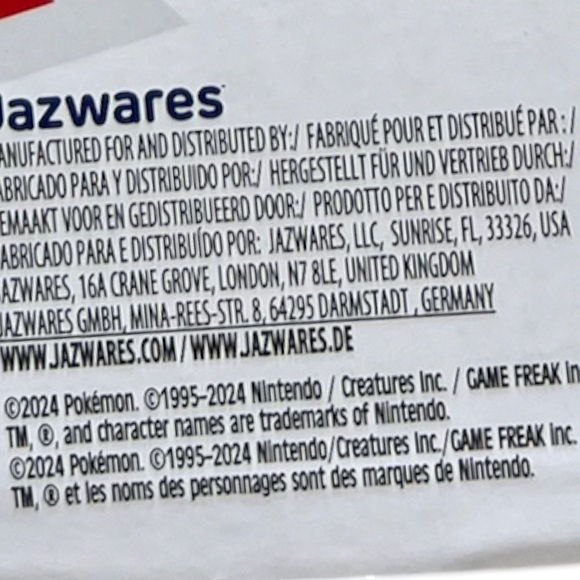 Jazwares
ANUFACTURED FOR AND DISTRIBUTED BY:/ FABRIQUÉ POUR ET DISTRIBUÉ PAR : /
ABRICADO PARA Y DISTRIBUIDO POR:/ HERGESTELLT FÜR UND VERTRIEB DURCH:/
EMAAKT VOOR EN GEDISTRIBUEERD DOOR:/ PRODOTTO PER E DISTRIBUITO DA:/
ABRICADO PARA E DISTRIBUÍDO POR: JAZWARES, LLC, SUNRISE, FL, 33326, USA
AZWARES, 16A CRANE GROVE, LONDON, N7 8LE, UNITED KINGDOM
JAZWARES GMBH, MINA-REES-STR. 8, 64295 DARMSTADT , GERMANY
WWW.JAZWARES.COM / WWW.JAZWARES.DE
©2024 Pokémon. ©1995–2024 Nintendo / Creatures Inc. / GAME FREAK in
TM, ®, and character names are trademarks of Nintendo.
©2024 Pokémon. ©1995–2024 Nintendo/Creatures Inc./GAME FREAK inc.
TM, ® et les noms des personnages sont des marques de Nintendo.